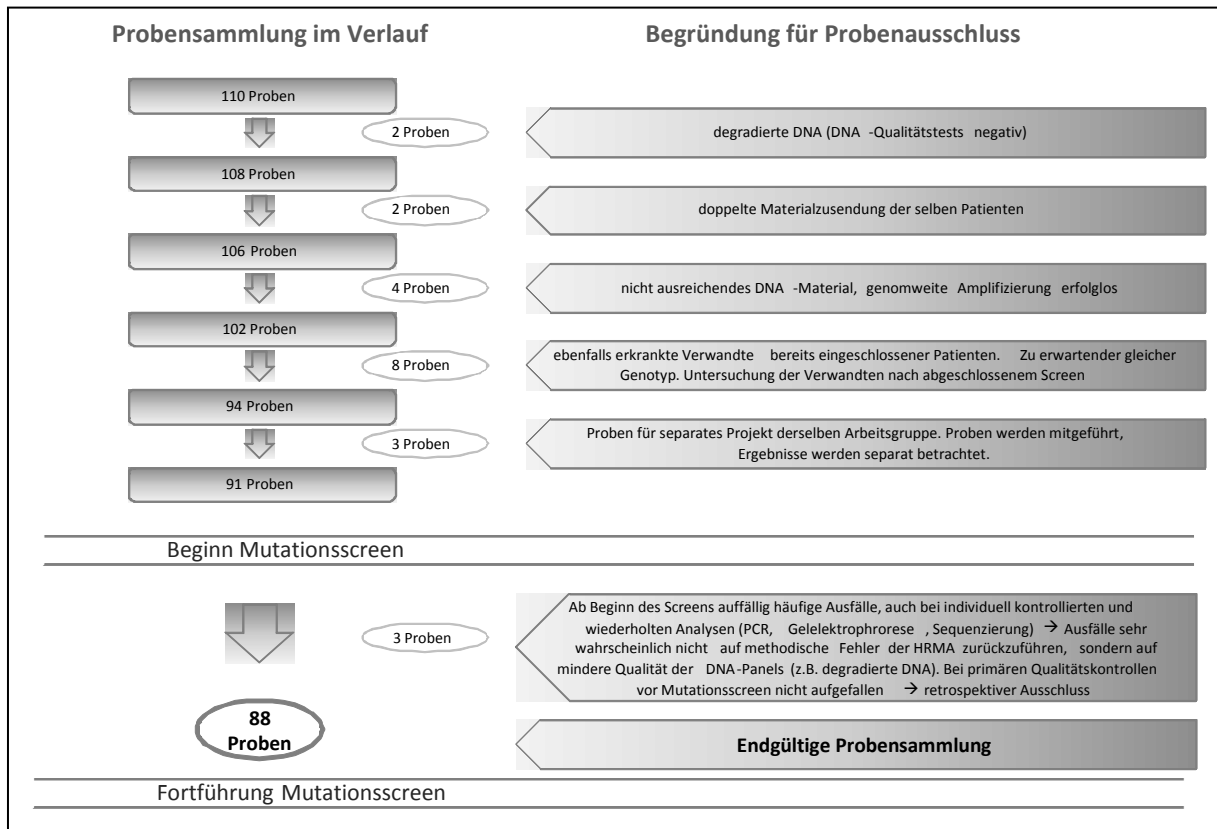 Probensammlung im Verlauf
Begründung für Probenausschluss
110 Proben
2 Proben
degradierte DNA (DNA -Qualitätstests negativ)
108 Proben
2 Proben
doppelte Materialzusendung der selben Patienten
106 Proben
4 Proben
nicht ausreichendes DNA -Material, genomweite Amplifizierung erfolglos
102 Proben
8 Proben
ebenfalls erkrankte Verwandte bereits eingeschlossener Patienten. Zu erwartender gleicher
Genotyp. Untersuchung der Verwandten nach abgeschlossenem Screen
94 Proben
3 Proben
Proben für separates Projekt derselben Arbeitsgruppe. Proben werden mitgeführt,
Ergebnisse werden separat betrachtet.
91 Proben
Beginn Mutationsscreen
3 Proben
Ab Beginn des Screens auffällig häufige Ausfälle, auch bei individuell kontrollierten und
wiederholten Analysen (PCR, Gelelektrophrorese , Sequenzierung) → Ausfälle sehr
wahrscheinlich nicht auf methodische Fehler der HRMA zurückzuführen, sondern auf
mindere Qualität der DNA-Panels (z.B. degradierte DNA). Bei primären Qualitätskontrollen
vor Mutationsscreen nicht aufgefallen → retrospektiver Ausschluss
88
Proben
Endgültige Probensammlung
Fortführung Mutationsscreen